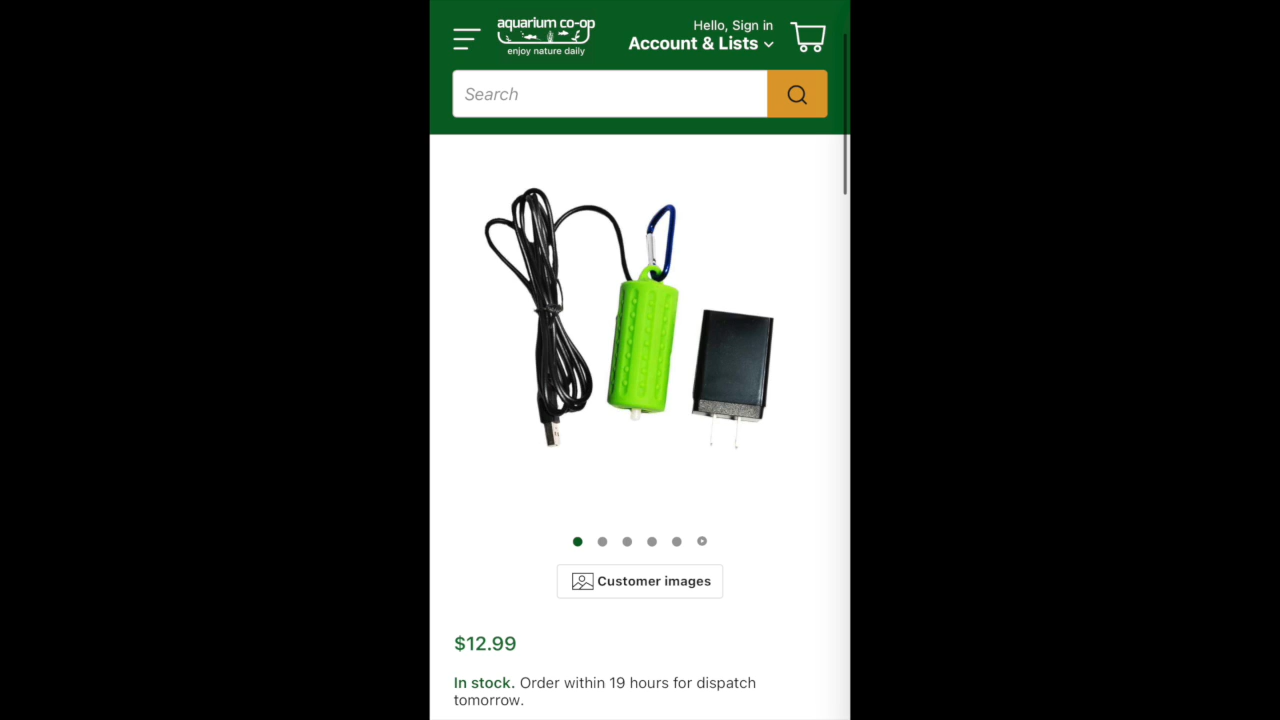 aquarium co-op
enjoy nature daily
Hello, Sign in
Account & Lists
Search
Customer images
$12.99
In stock. Order within 19 hours for dispatch
tomorrow.